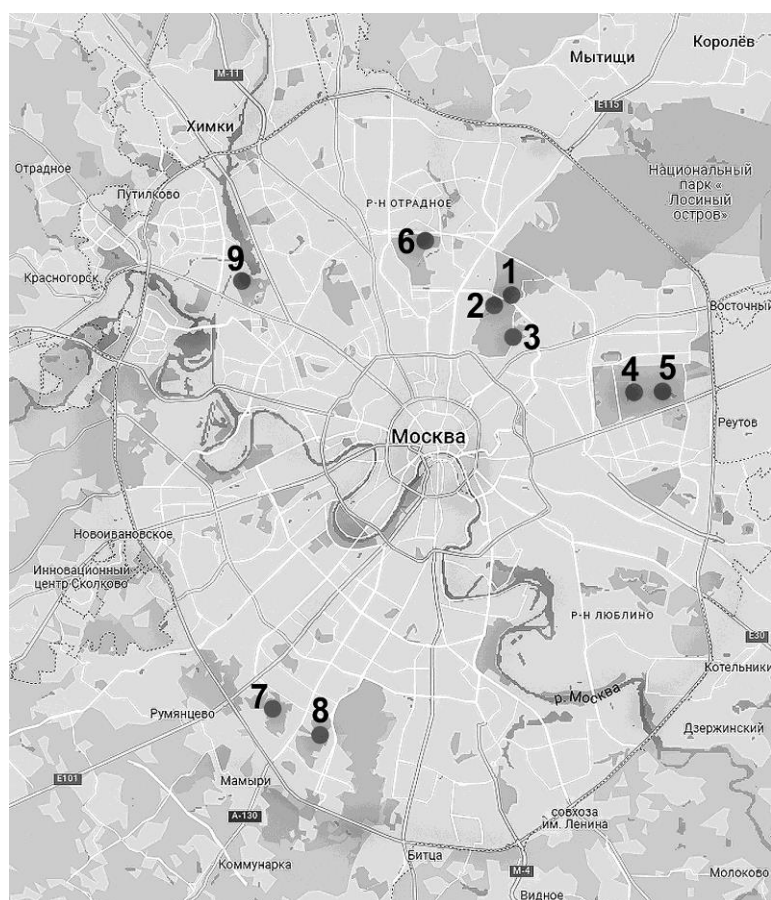 Королёв
Мытищи
М-11
E115
Химки
Отрадное
Национальный
парк «
Лосиный
остров»
Путилково
Р-Н ОТРАДНОЕ
6
9
1
Красногорск
2
Восточный
3
4
5
Реутов
Москва
Новоивановское
Инновационный
центр Сколково
Р-Н ЛЮБЛИНО
E30
Котельники
7
р. Москва
8
Румянцево
Дзержинский
E101
Мамыри
А-130
совхоза
им. Ленина
Битца
Коммунарка
М-4
Молоково
Видное